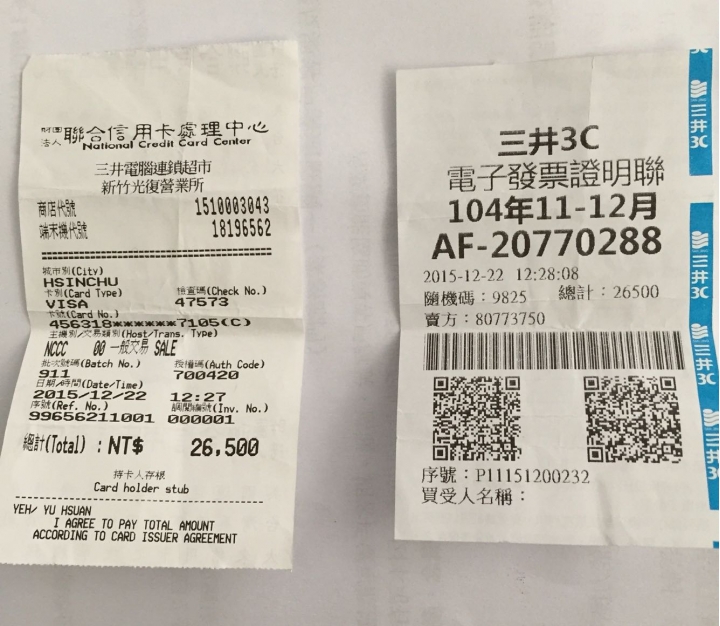 財團法人 聯合信用卡處理中心
National Credit Card Center
三井電腦連鎖超市
新竹光復營業所
商店代號 1510003043
端末機代號 18196562
城市別(City)
HSINCHU
卡別(Card Type) 檢查碼(Check No.)
VISA 47573
卡號(Card No.)
456318******7105(C)
主機別/交易類別(Host/Trans. Type)
NCCC 00 一般交易 SALE
批次號碼(Batch No.) 授權碼(Auth Code)
911 700420
日期/時間(Date/Time)
2015/12/22 12:27
序號(Ref. No.) 調閱編號(Inv. No.)
99656211001 000001
總計(Total) : NT$ 26,500
持卡人存根
Card holder stub
YEH/ YU HSUAN
I AGREE TO PAY TOTAL AMOUNT
ACCORDING TO CARD ISSUER AGREEMENT
三井3C
電子發票證明聯
104年11-12月
AF-20770288
2015-12-22 12:28:08
隨機碼：9825 總計：26500
賣方：80773750
序號：P11151200232
買受人名稱：
三井3C
三井3C
三井3C
三井3C